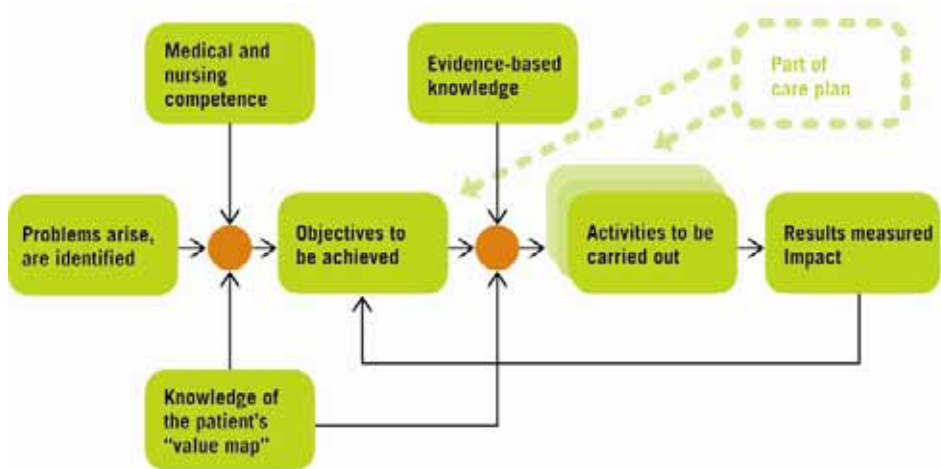 Medical and
nursing
competence
Evidence-based
knowledge
Part of
care plan
Problems arise,
are identified
Objectives to
be achieved
Activities to be
carried out
Results measured
Impact
Knowledge of
the patient's
"value map"